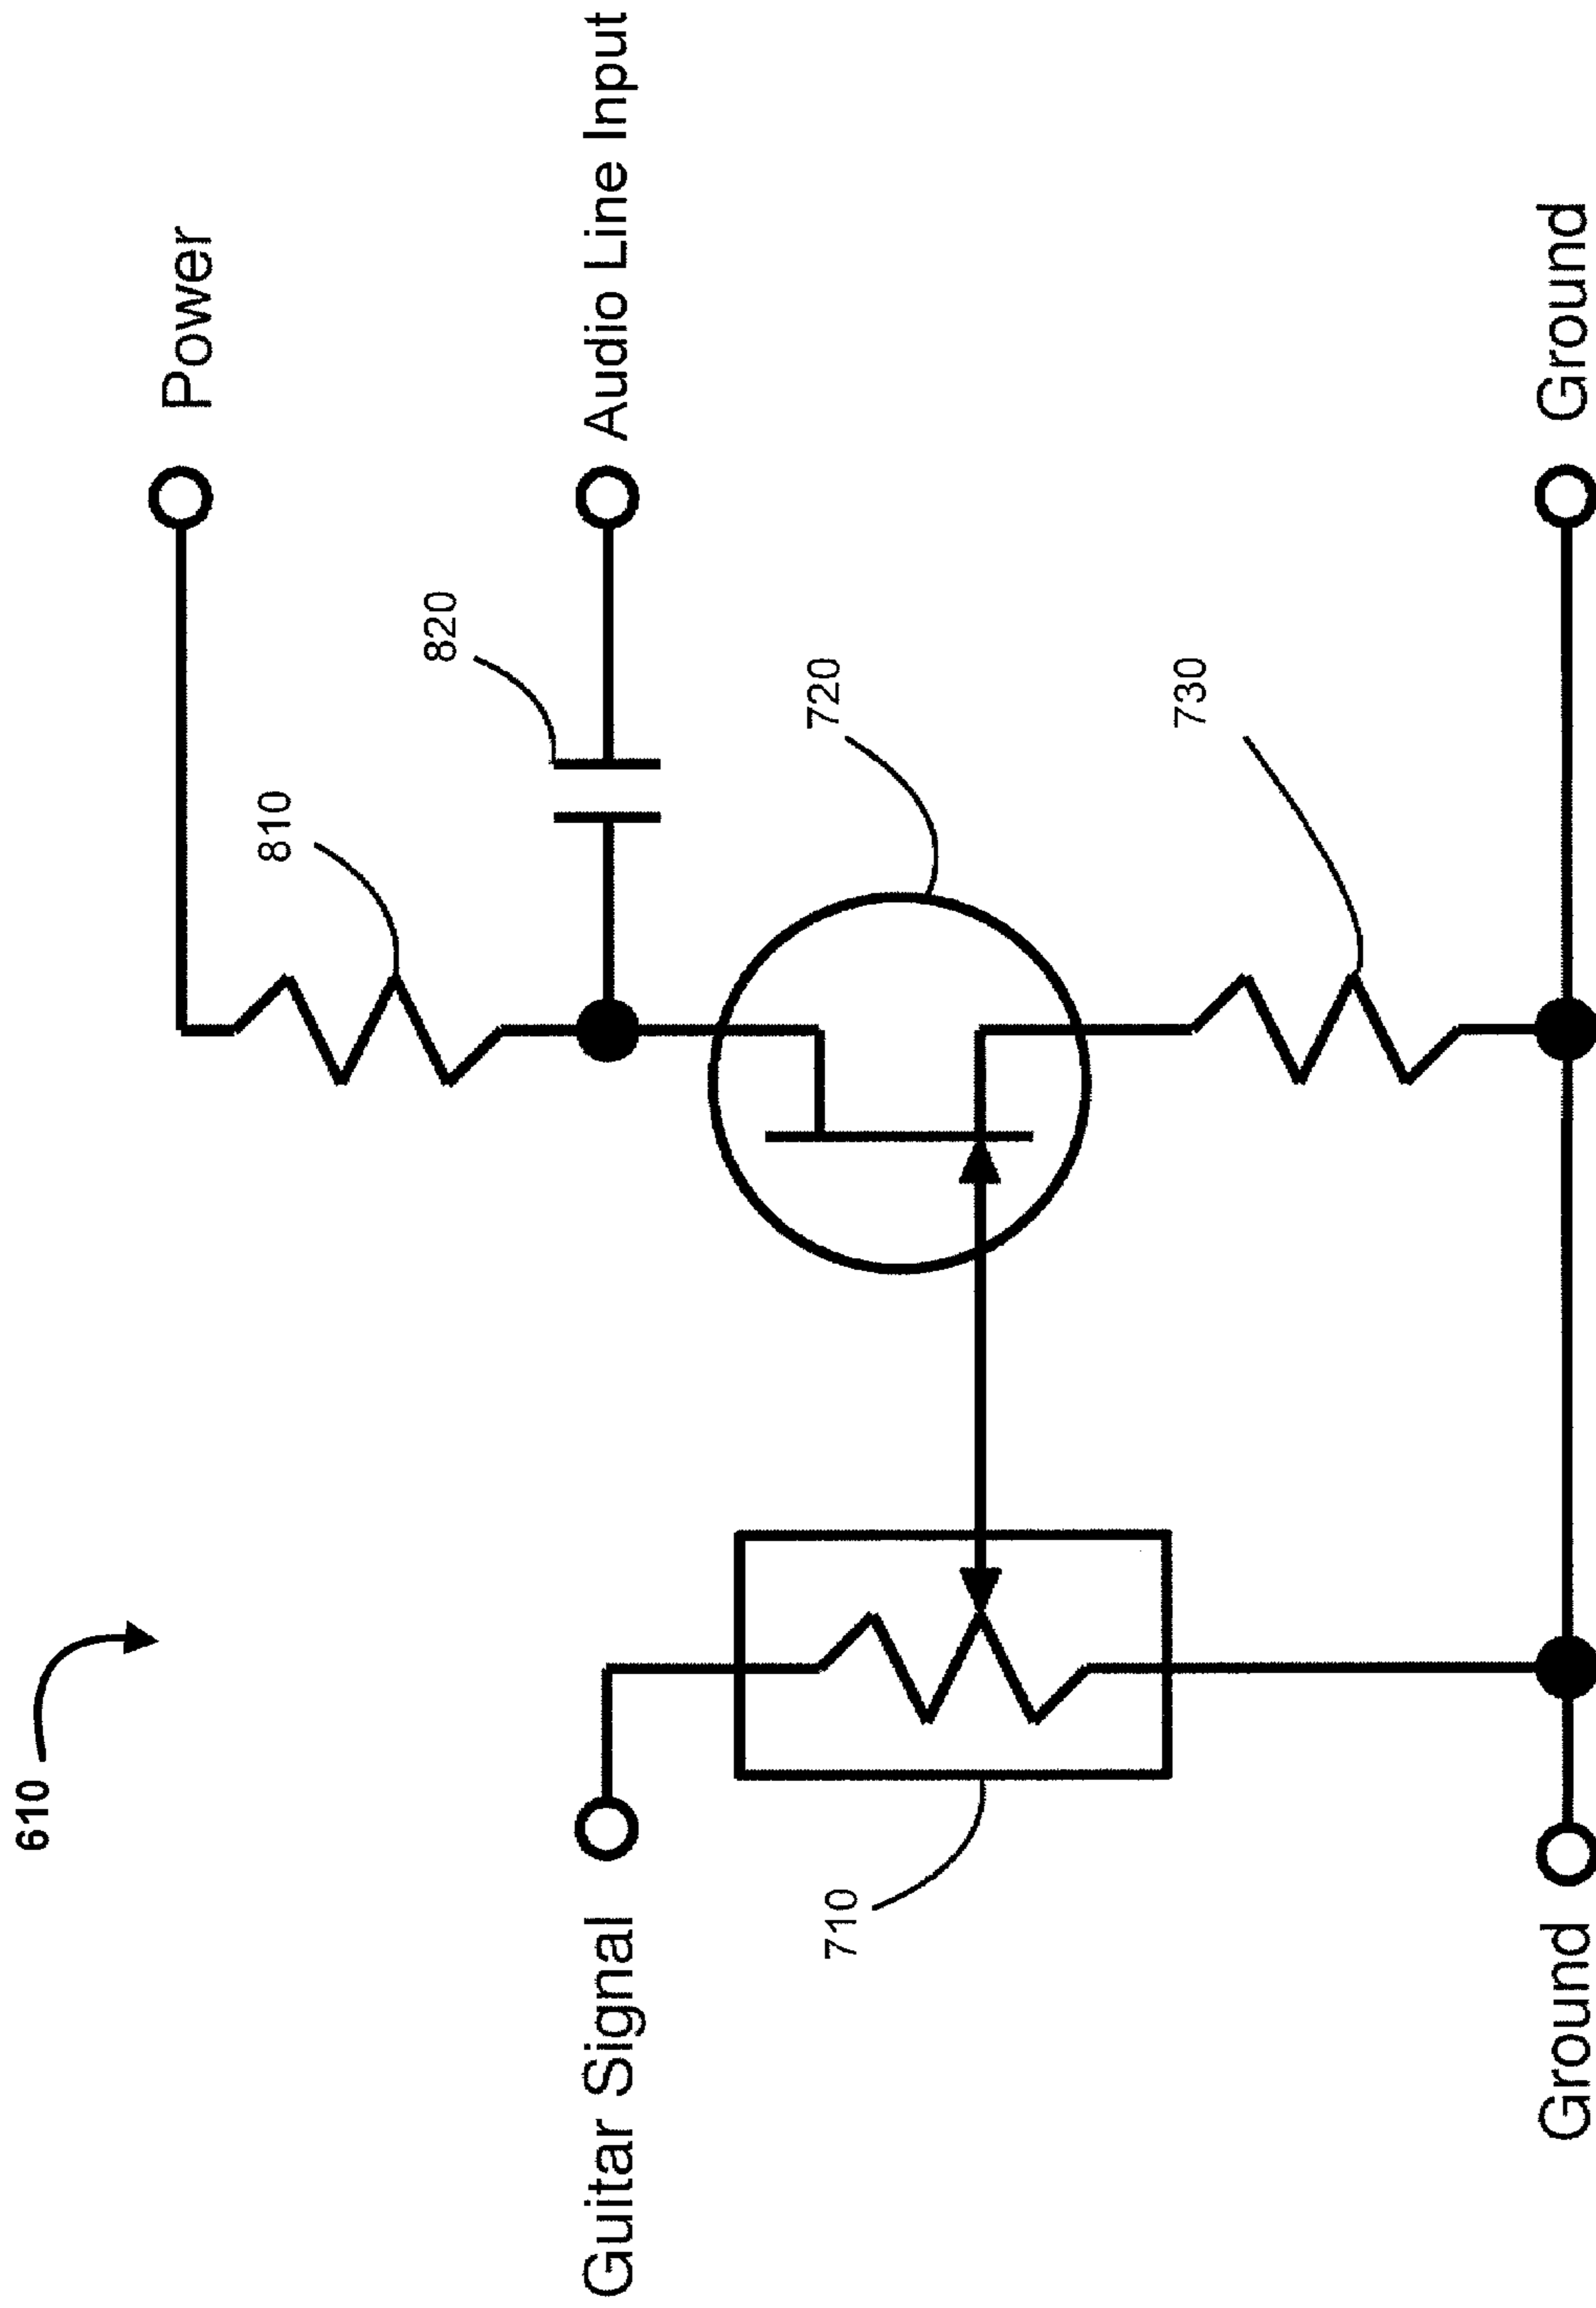 610
Power
810
820
Guitar Signal
Audio Line Input
710
720
730
Ground
Ground